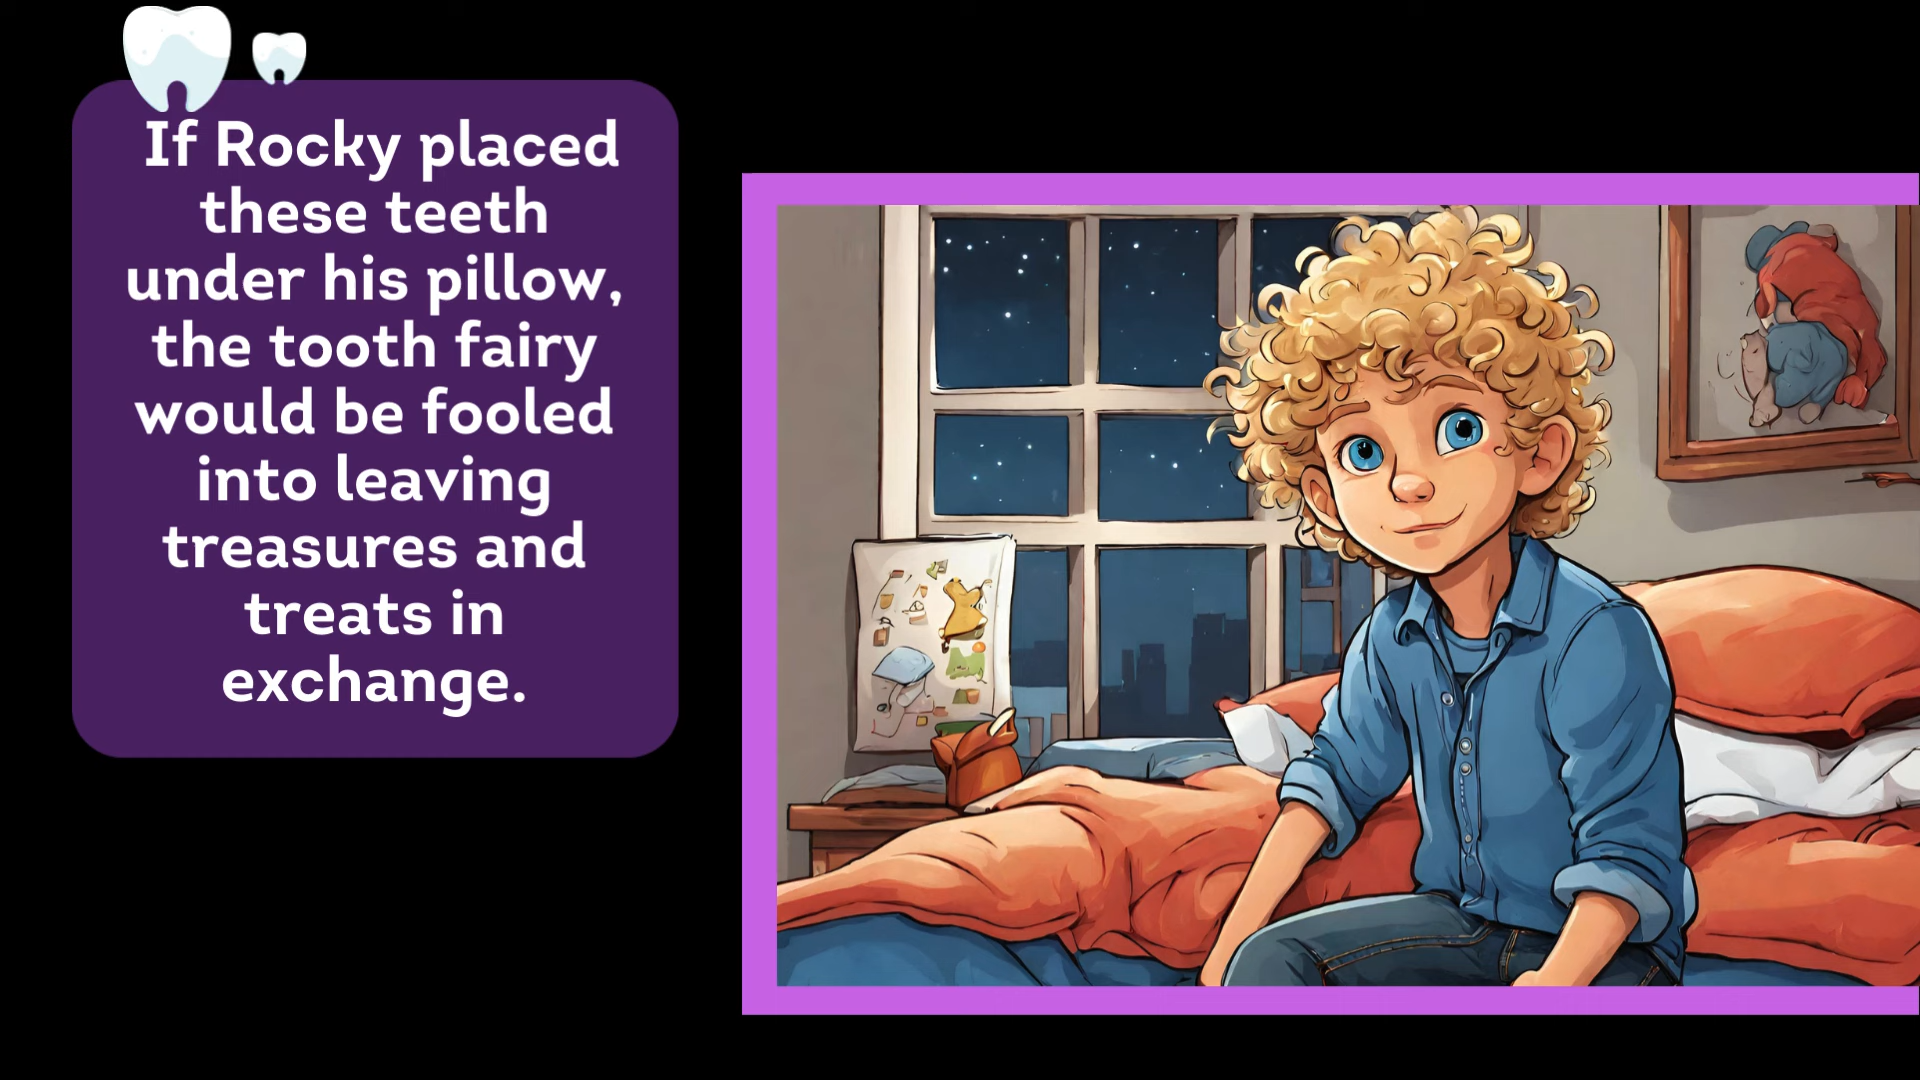 If Rocky placed
these teeth
under his pillow,
the tooth fairy
would be fooled
into leaving
treasures and
treats in
exchange.